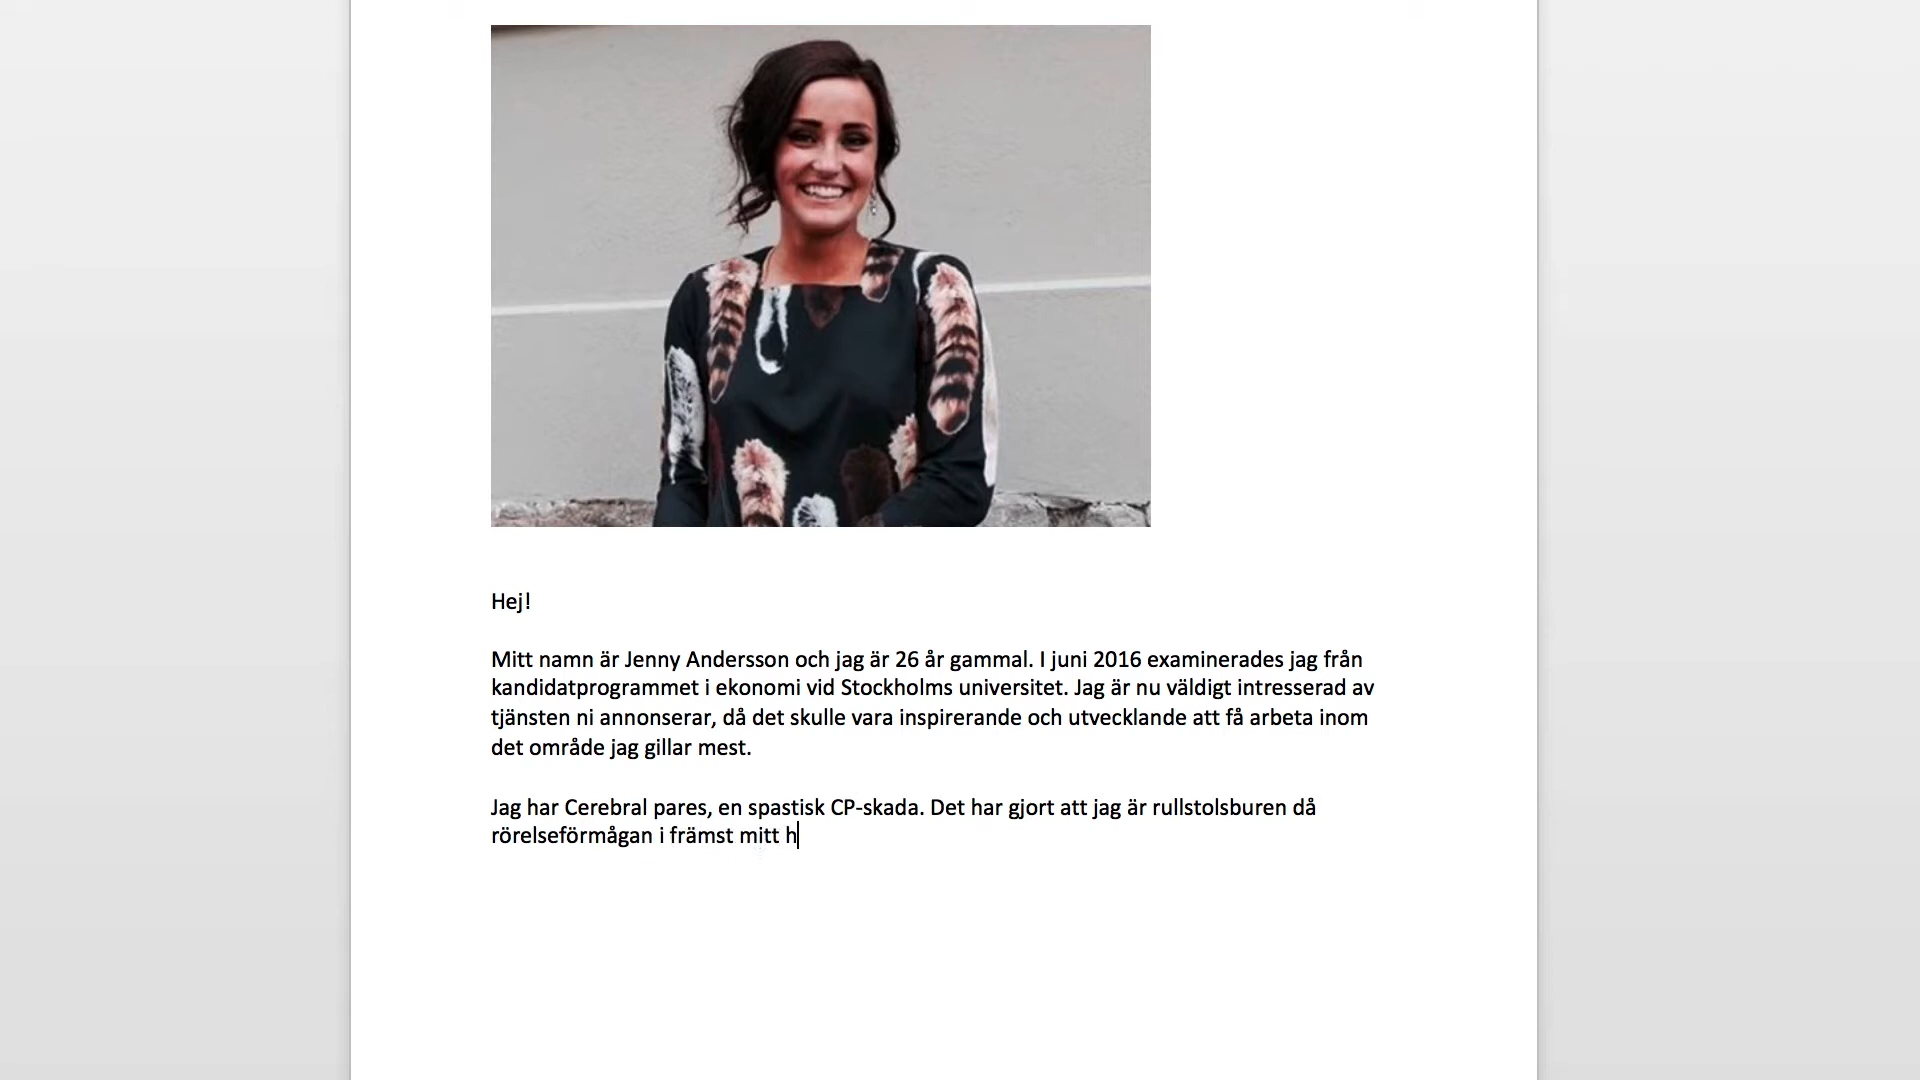 Hej!
Mitt namn är Jenny Andersson och jag är 26 år gammal. I juni 2016 examinerades jag från
kandidatprogrammet i ekonomi vid Stockholms universitet. Jag är nu väldigt intresserad av
tjänsten ni annonserar, då det skulle vara inspirerande och utvecklande att få arbeta inom
det område jag gillar mest.
Jag har Cerebral pares, en spastisk CP-skada. Det har gjort att jag är rullstolsburen då
rörelseförmågan i främst mitt h